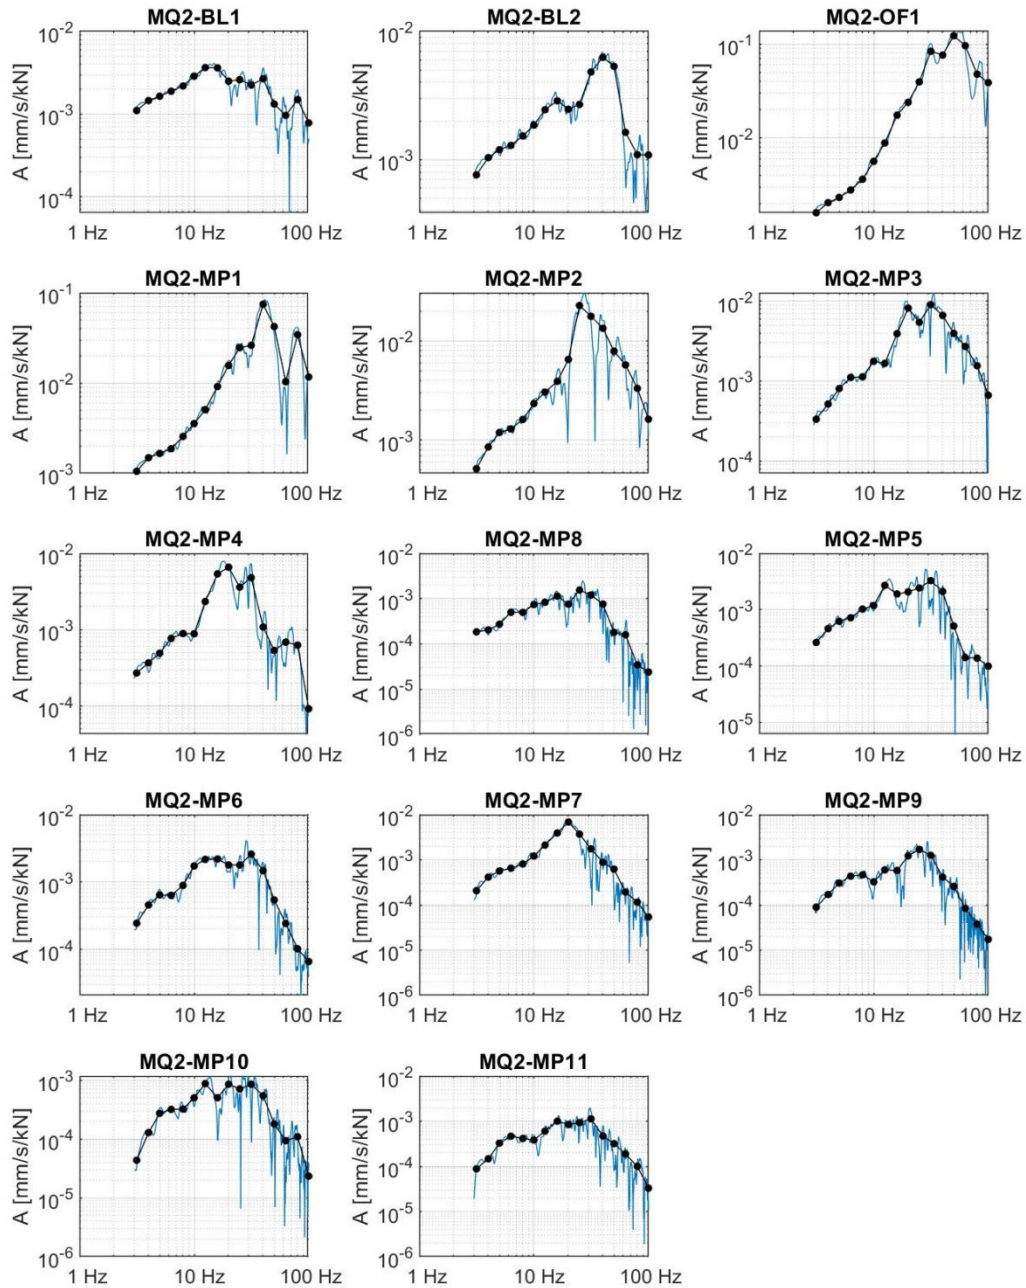 MQ2-BL1 MQ2-BL2 MQ2-OF1
A [mm/s/kN] 10-2 10-3 10-4 A [mm/s/kN] 10-2 10-3 A [mm/s/kN] 10-1 10-2
1 Hz 10 Hz 100 Hz 1 Hz 10 Hz 100 Hz 1 Hz 10 Hz 100 Hz
MQ2-MP1 MQ2-MP2 MQ2-MP3
A [mm/s/kN] 10-1 10-2 10-3 A [mm/s/kN] 10-2 10-3 A [mm/s/kN] 10-2 10-3 10-4
1 Hz 10 Hz 100 Hz 1 Hz 10 Hz 100 Hz 1 Hz 10 Hz 100 Hz
MQ2-MP4 MQ2-MP8 MQ2-MP5
A [mm/s/kN] 10-2 10-3 10-4 A [mm/s/kN] 10-2 10-3 10-4 10-5 10-6 A [mm/s/kN] 10-2 10-3 10-4 10-5
1 Hz 10 Hz 100 Hz 1 Hz 10 Hz 100 Hz 1 Hz 10 Hz 100 Hz
MQ2-MP6 MQ2-MP7 MQ2-MP9
A [mm/s/kN] 10-2 10-3 10-4 A [mm/s/kN] 10-2 10-3 10-4 10-5 10-6 A [mm/s/kN] 10-2 10-3 10-4 10-5 10-6
1 Hz 10 Hz 100 Hz 1 Hz 10 Hz 100 Hz 1 Hz 10 Hz 100 Hz
MQ2-MP10 MQ2-MP11
A [mm/s/kN] 10-3 10-4 10-5 10-6 A [mm/s/kN] 10-2 10-3 10-4 10-5 10-6
1 Hz 10 Hz 100 Hz 1 Hz 10 Hz 100 Hz